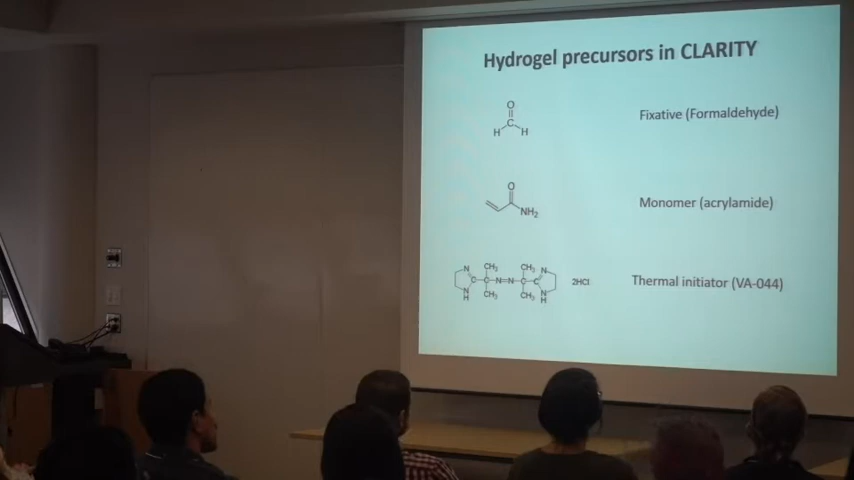 Hydrogel precursors in CLARITY
O
C
H H
Fixative (Formaldehyde)
O
NH2
Monomer (acrylamide)
N CH3 CH3 N
C C N=N C C 2HCl
N CH3 CH3 N
H H
Thermal initiator (VA-044)